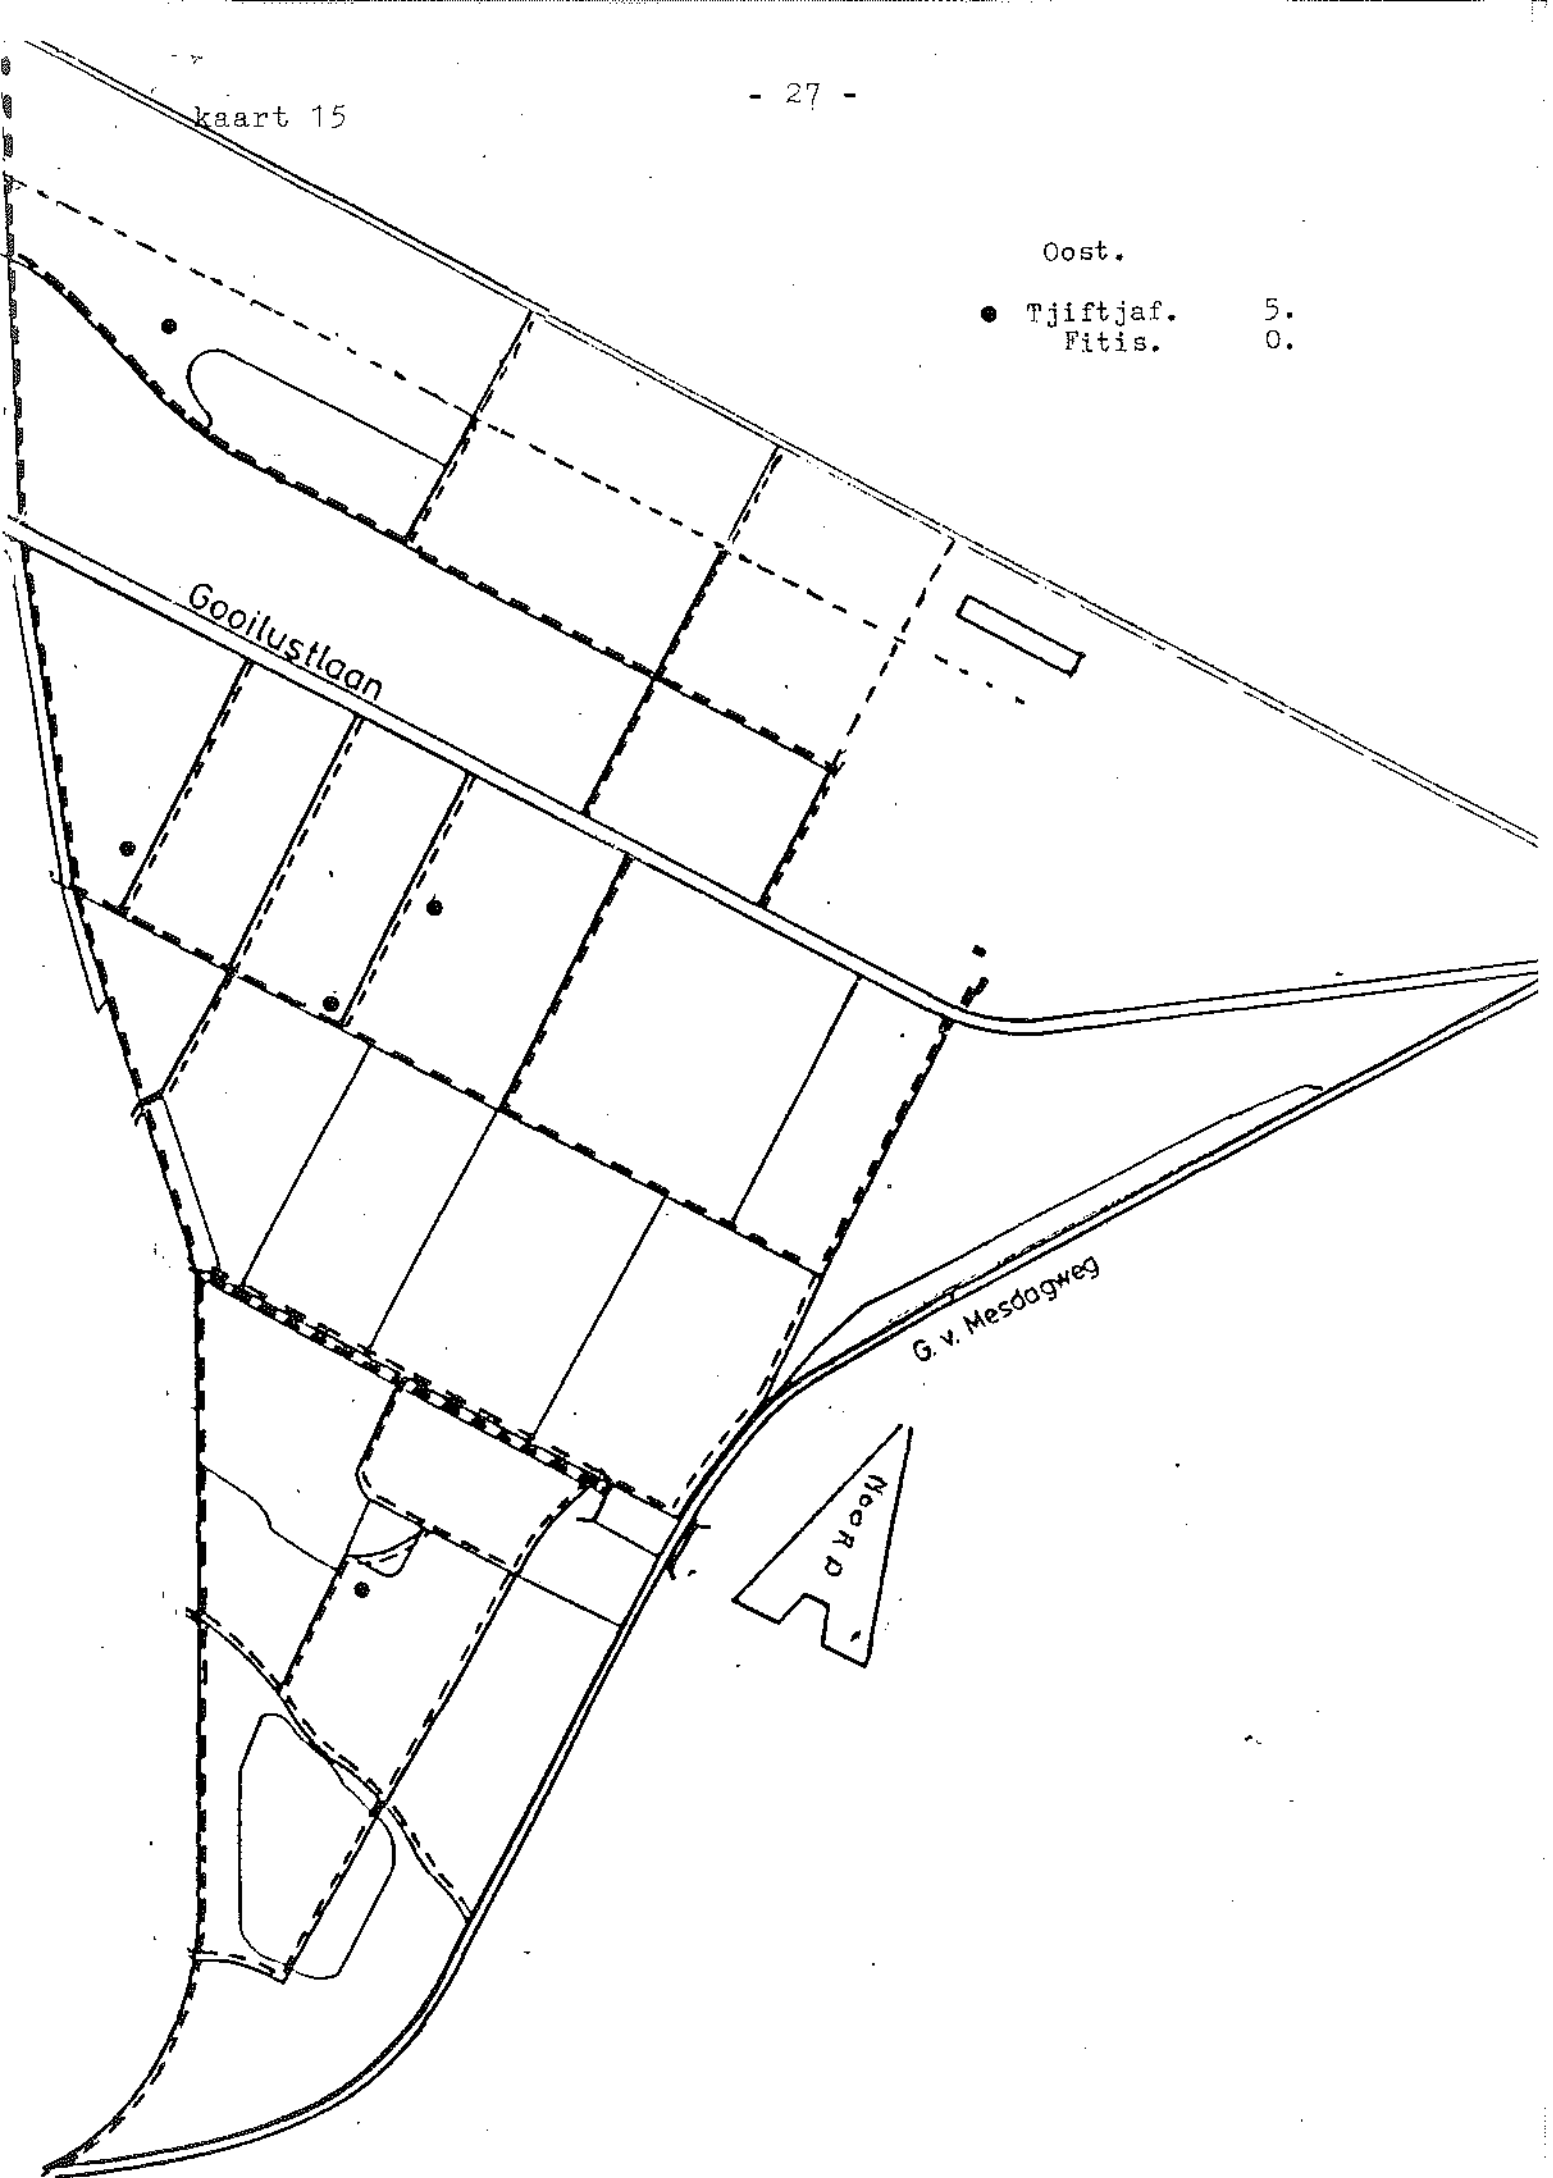 - 27 -
kaart 15
Oost.
● Tjiftjaf. 5.
Fitis. 0.
Gooilustlaan
G. v. Mesdagweg
NOORD